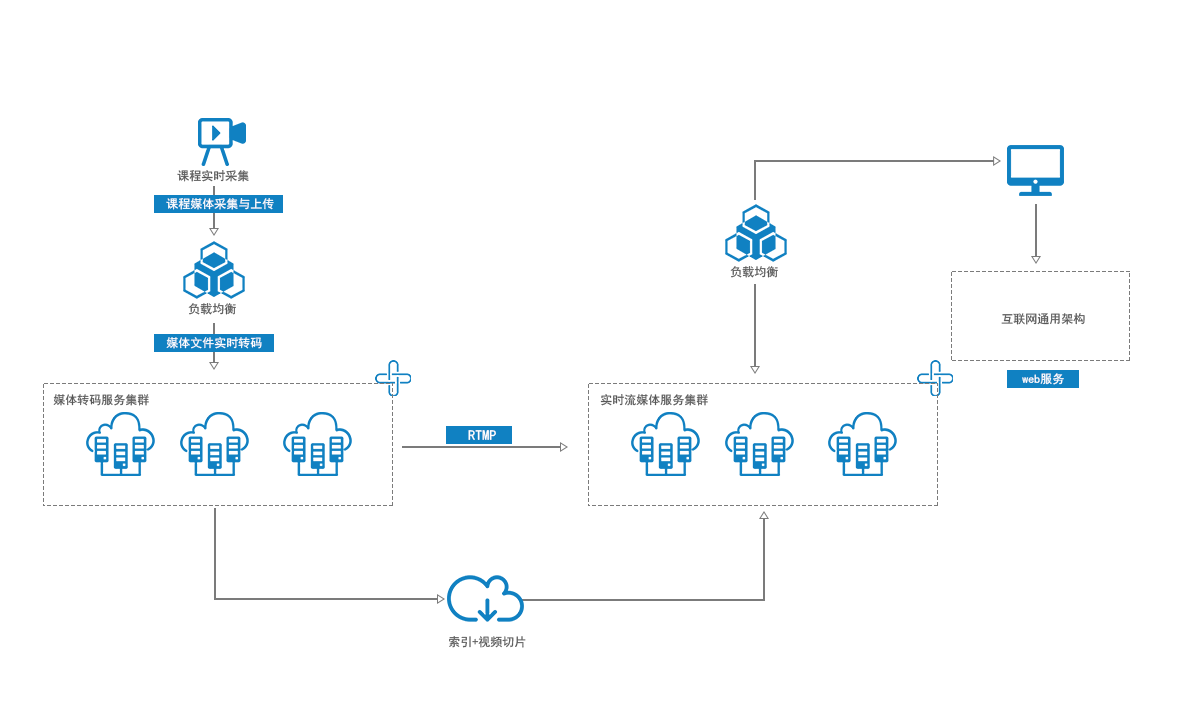 课程实时采集
课程媒体采集与上传
负载均衡
媒体文件实时转码
媒体转码服务集群
RTMP
索引+视频切片
负载均衡
实时流媒体服务集群
互联网通用架构
web服务